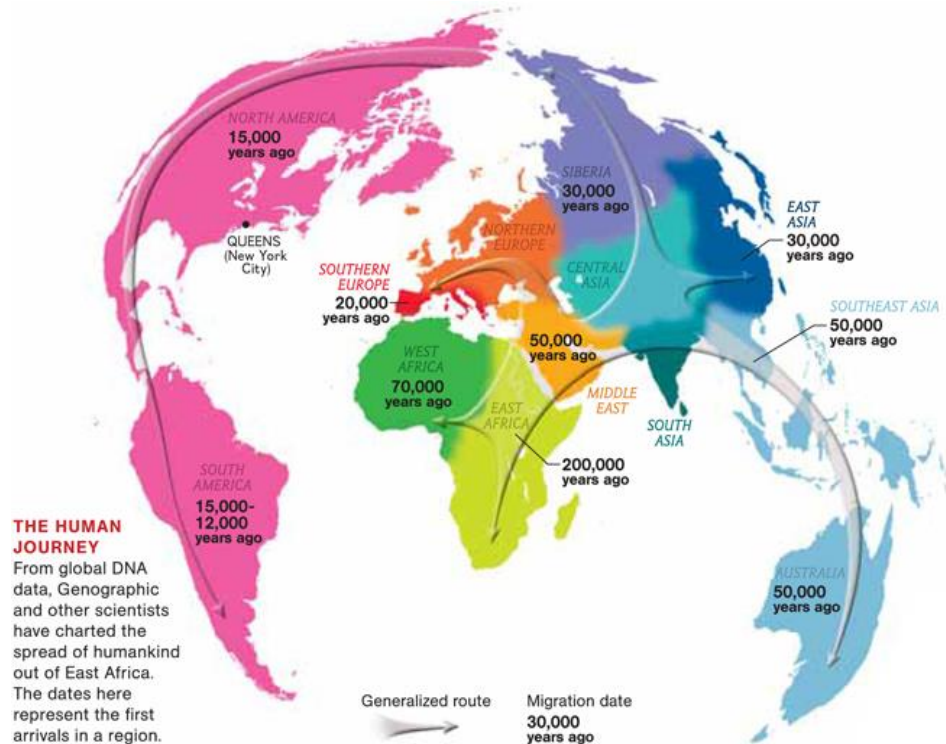 NORTH AMERICA
15,000
years ago
QUEENS
(New York
City)
SOUTH
AMERICA
15,000-
12,000
years ago
SOUTHERN
EUROPE
20,000
years ago
NORTHERN
EUROPE
WEST
AFRICA
70,000
years ago
EAST
AFRICA
200,000
years ago
50,000
years ago
MIDDLE
EAST
SIBERIA
30,000
years ago
CENTRAL
ASIA
EAST
ASIA
30,000
years ago
SOUTHEAST ASIA
50,000
years ago
SOUTH
ASIA
AUSTRALIA
50,000
years ago
THE HUMAN
JOURNEY
From global DNA
data, Genographic
and other scientists
have charted the
spread of humankind
out of East Africa.
The dates here
represent the first
arrivals in a region.
Generalized route
Migration date
30,000
years ago